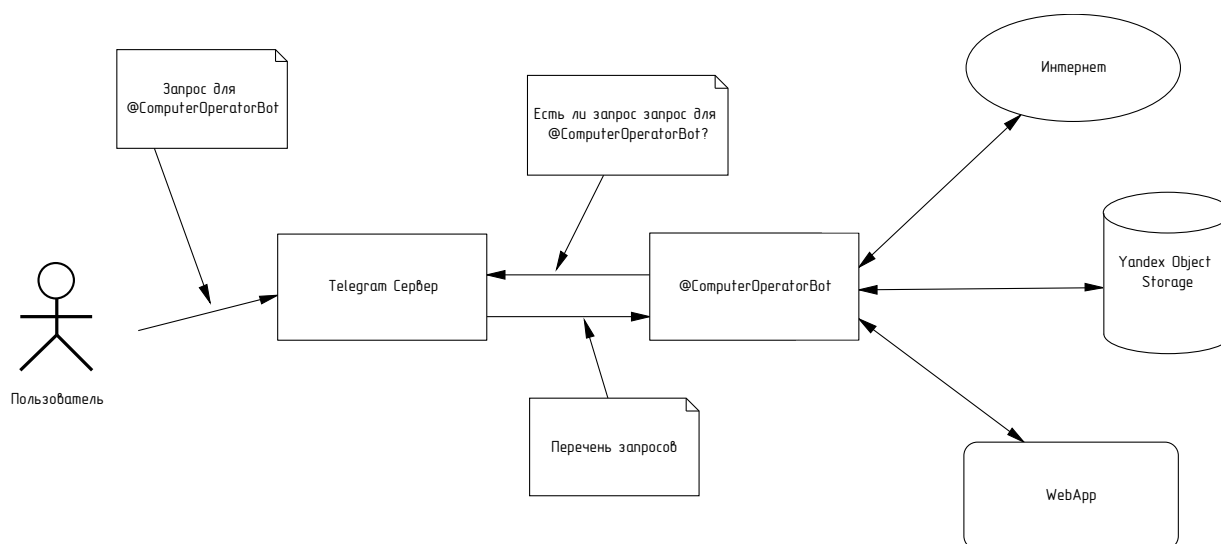 Запрос для
@ComputerOperatorBot
Есть ли запрос запрос для
@ComputerOperatorBot?
Интернет
Telegram Сервер
@ComputerOperatorBot
Yandex Object
Storage
Пользователь
Перечень запросов
WebApp